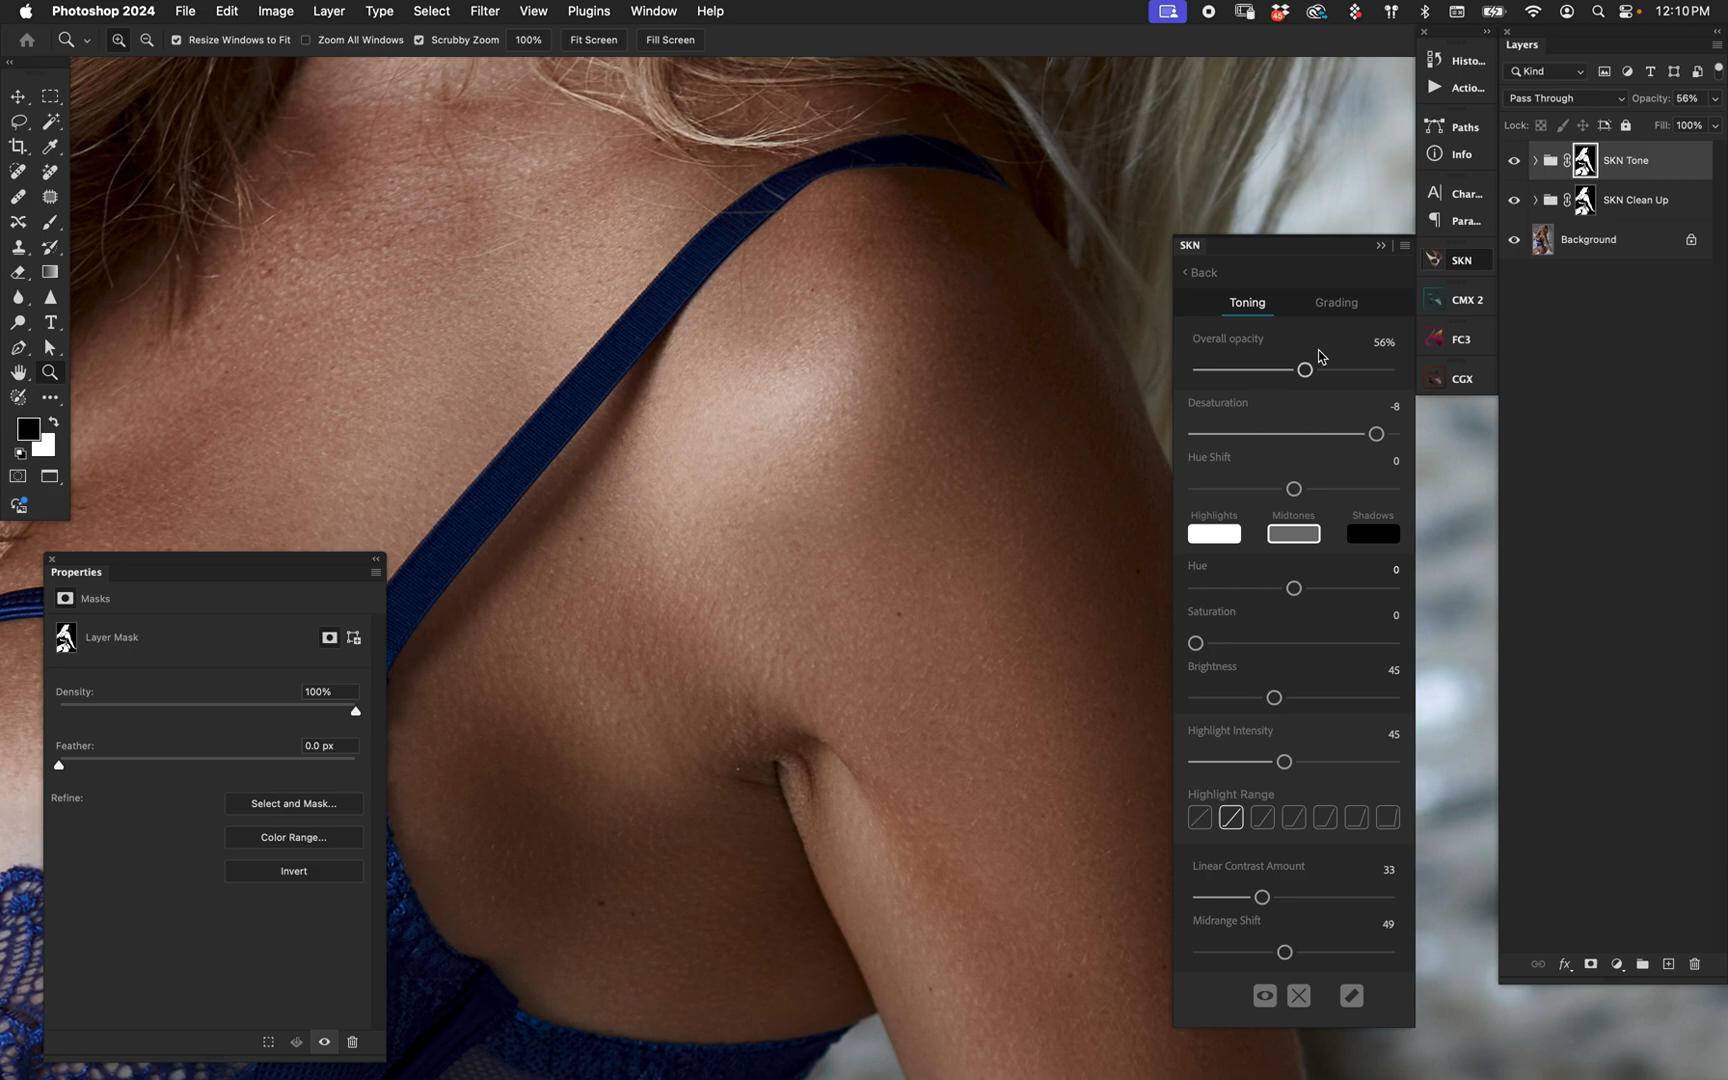 Photoshop 2024 File Edit Image Layer Type Select Filter View Plugins Window Help 45 12:10 PM
Resize Windows to Fit Zoom All Windows Scrubby Zoom 100% Fit Screen Fill Screen
Histo...
Actio...
Paths
Info
Char...
Para...
SKN
CMX 2
FC3
CGX
Layers
Kind
Pass Through Opacity: 56%
Lock: Fill: 100%
SKN Tone
SKN Clean Up
Background
fx
SKN
< Back
Toning Grading
Overall opacity 56%
Desaturation -8
Hue Shift 0
Highlights Midtones Shadows
Hue 0
Saturation 0
Brightness 45
Highlight Intensity 45
Highlight Range
Linear Contrast Amount 33
Midrange Shift 49
Properties
Masks
Layer Mask
Density: 100%
Feather: 0.0 px
Refine: Select and Mask...
Color Range...
Invert